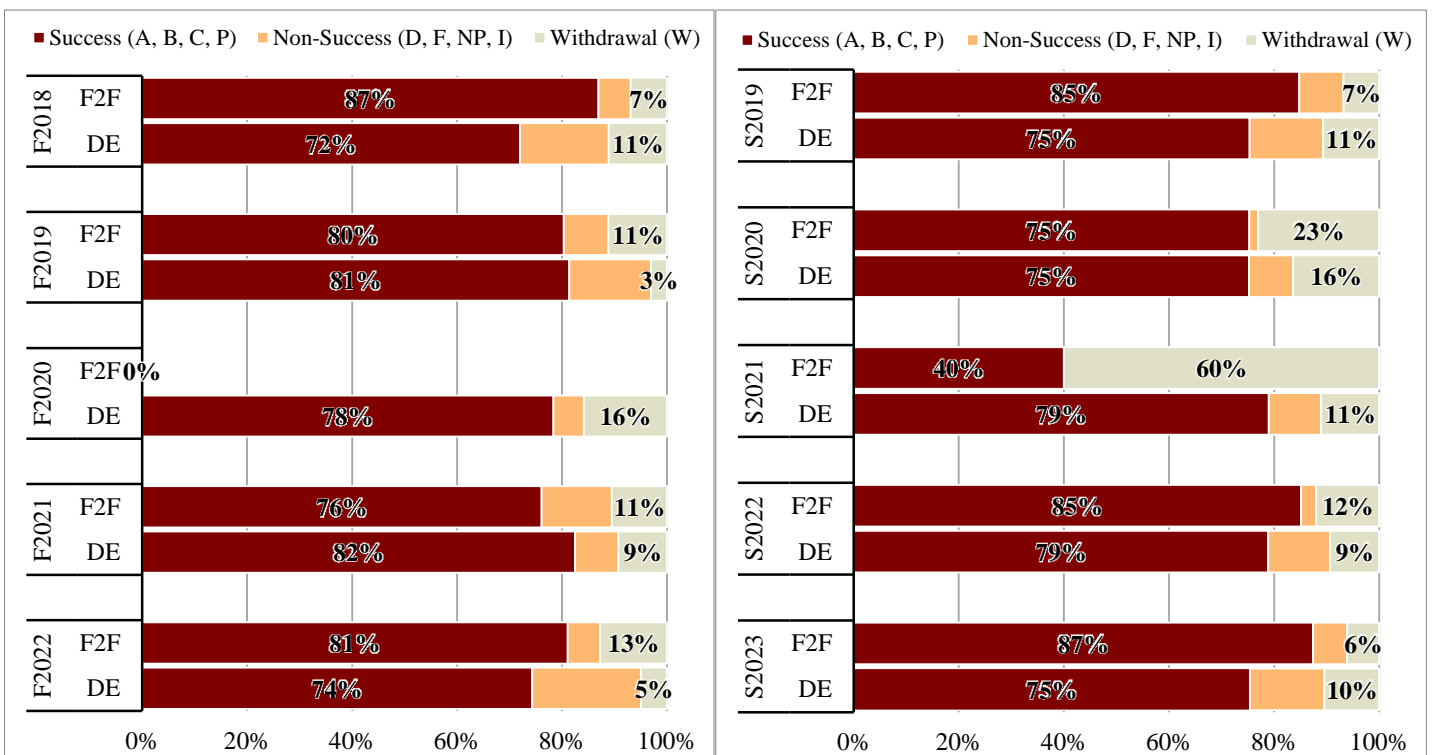 Success (A, B, C, P) Non-Success (D, F, NP, I) Withdrawal (W)
F2018
F2F 87% 7%
DE 72% 11%
F2019
F2F 80% 11%
DE 81% 3%
F2020
F2F 0%
DE 78% 16%
F2021
F2F 76% 11%
DE 82% 9%
F2022
F2F 81% 13%
DE 74% 5%
0% 20% 40% 60% 80% 100%
Success (A, B, C, P) Non-Success (D, F, NP, I) Withdrawal (W)
S2019
F2F 85% 7%
DE 75% 11%
S2020
F2F 75% 23%
DE 75% 16%
S2021
F2F 40% 60%
DE 79% 11%
S2022
F2F 85% 12%
DE 79% 9%
S2023
F2F 87% 6%
DE 75% 10%
0% 20% 40% 60% 80% 100%